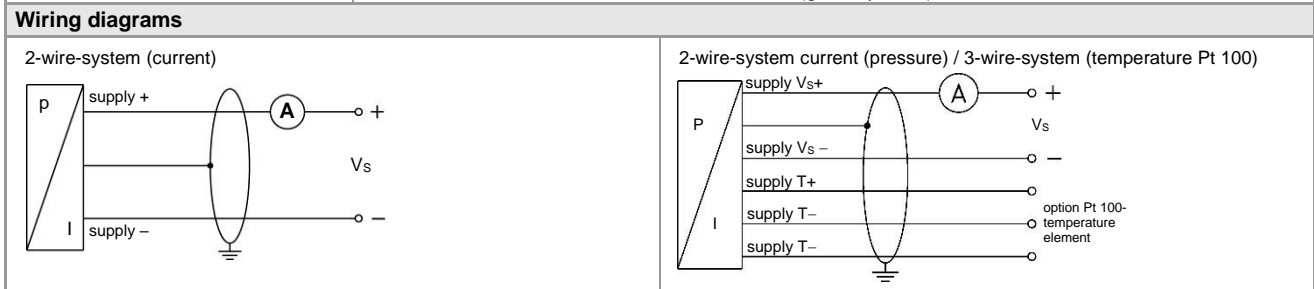 Wiring diagrams
2-wire-system (current)
p
supply +
A
+
VS
I
supply –
–
2-wire-system current (pressure) / 3-wire-system (temperature Pt 100)
supply VS+
A
+
P
VS
supply VS –
–
supply T+
supply T–
I
option Pt 100-
temperature
element
supply T–